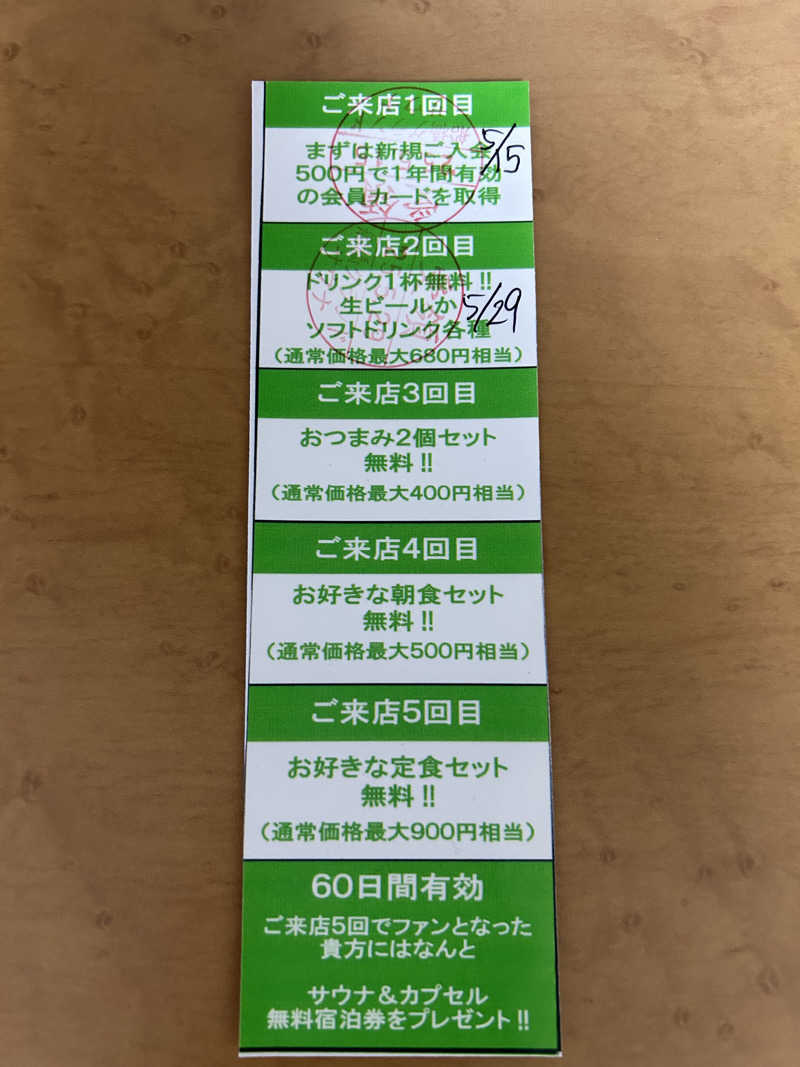 ご来店1回目
まずは新規ご入会
500円で1年間有効
の会員カードを取得
5/15
ご来店2回目
ドリンク1杯無料!!
生ビールか
ソフトドリンク各種
(通常価格最大680円相当)
5/29
ご来店3回目
おつまみ2個セット
無料!!
(通常価格最大400円相当)
ご来店4回目
お好きな朝食セット
無料!!
(通常価格最大500円相当)
ご来店5回目
お好きな定食セット
無料!!
(通常価格最大900円相当)
60日間有効
ご来店5回でファンとなった
貴方にはなんと
サウナ&カプセル
無料宿泊券をプレゼント!!